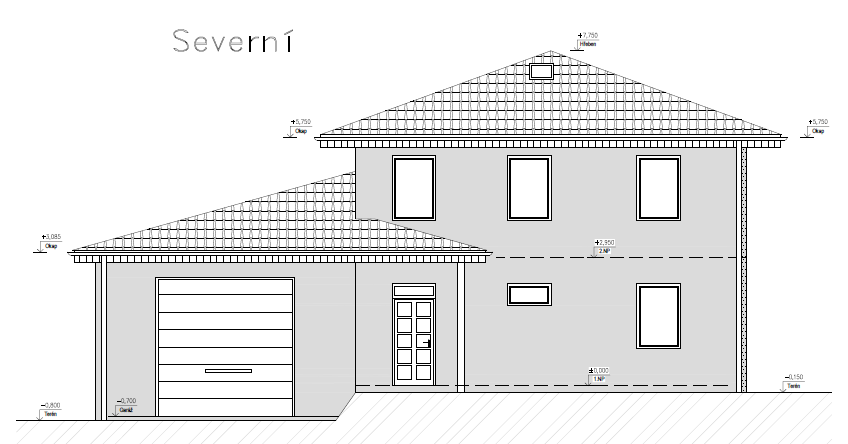 Severní
+7,750
Hřeben
+5,750
Okap
+5,750
Okap
+3,085
Okap
+2,950
2.NP
±0,000
1.NP
-0,150
Terén
-0,700
Garáž
-0,800
Terén